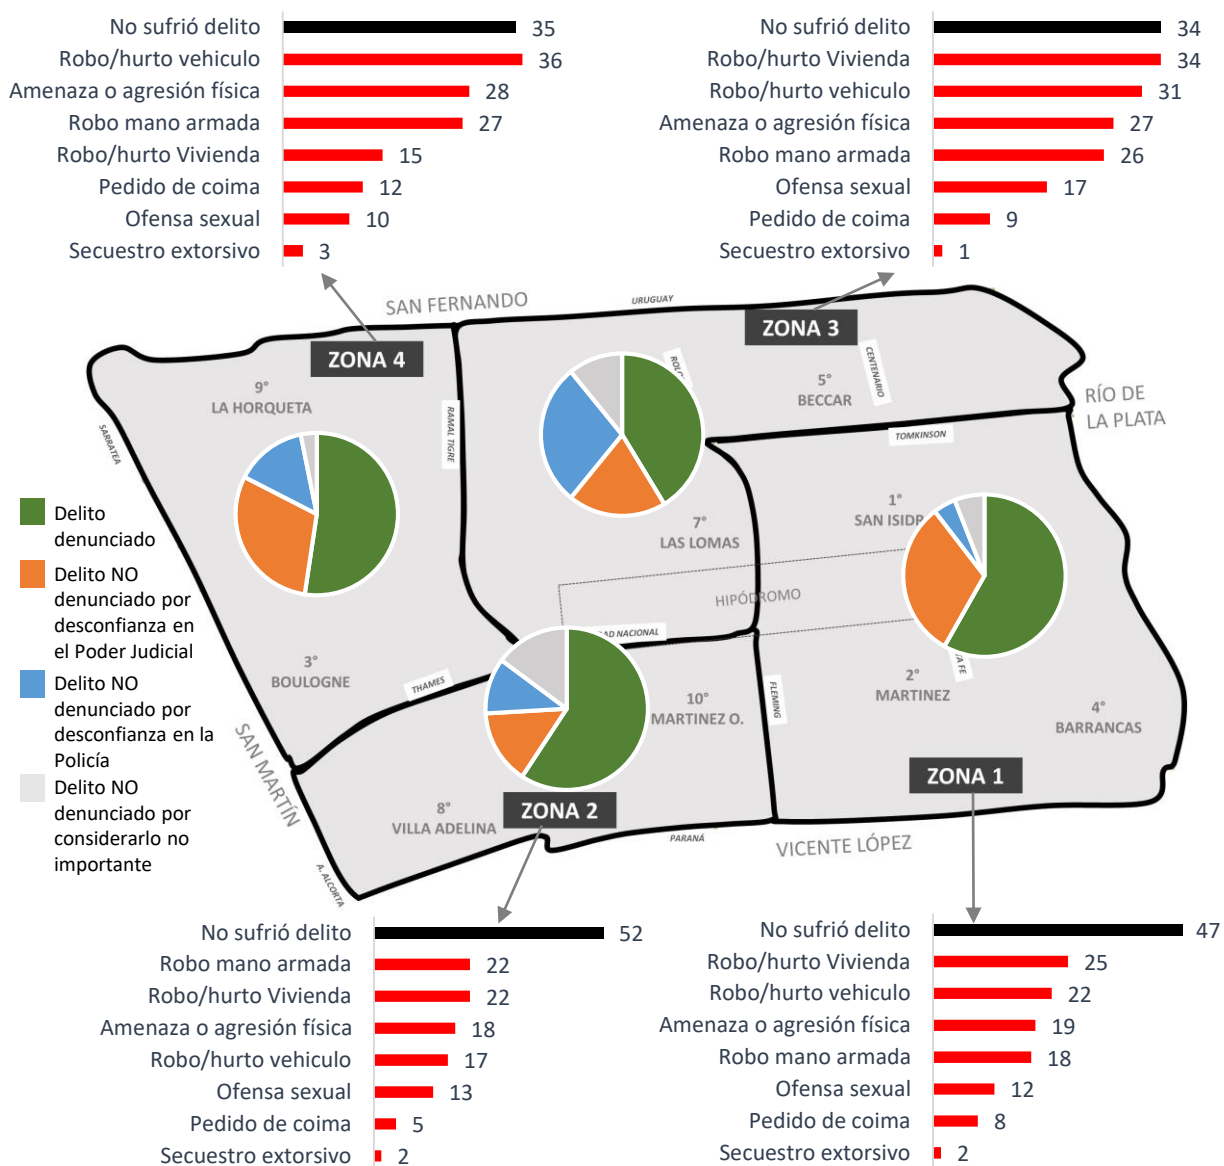 No sufrió delito 35
Robo/hurto vehiculo 36
Amenaza o agresión física 28
Robo mano armada 27
Robo/hurto Vivienda 15
Pedido de coima 12
Ofensa sexual 10
Secuestro extorsivo 3
No sufrió delito 34
Robo/hurto Vivienda 34
Robo/hurto vehiculo 31
Amenaza o agresión física 27
Robo mano armada 26
Ofensa sexual 17
Pedido de coima 9
Secuestro extorsivo 1
SAN FERNANDO
URUGUAY
ZONA 4
ZONA 3
9°
LA HORQUETA
5°
BECCAR
CENTENARIO
RÍO DE
LA PLATA
SARRATEA
RAMAL TIGRE
TOMKINSON
1°
7°
LAS LOMAS
HIPÓDROMO
NACIONAL
3°
BOULOGNE
THAMES
10°
MARTINEZ O.
FLEMING
2°
MARTINEZ
FE
4°
BARRANCAS
SAN MARTÍN
8°
VILLA ADELINA
ZONA 2
ZONA 1
PARANÁ
VICENTE LÓPEZ
A. ALCORTA
Delito
denunciado
Delito NO
denunciado por
desconfianza en
el Poder Judicial
Delito NO
denunciado por
desconfianza en la
Policía
Delito NO
denunciado por
considerarlo no
importante
No sufrió delito 52
Robo mano armada 22
Robo/hurto Vivienda 22
Amenaza o agresión física 18
Robo/hurto vehiculo 17
Ofensa sexual 13
Pedido de coima 5
Secuestro extorsivo 2
No sufrió delito 47
Robo/hurto Vivienda 25
Robo/hurto vehiculo 22
Amenaza o agresión física 19
Robo mano armada 18
Ofensa sexual 12
Pedido de coima 8
Secuestro extorsivo 2